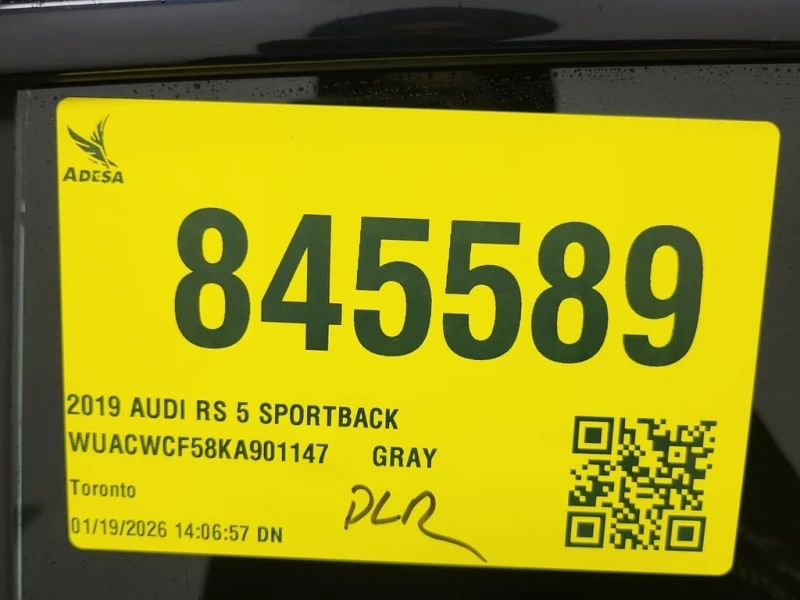 ADESA
845589
2019 AUDI RS 5 SPORTBACK
WUACWCF58KA901147 GRAY
Toronto
01/19/2026 14:06:57 DN
DLR